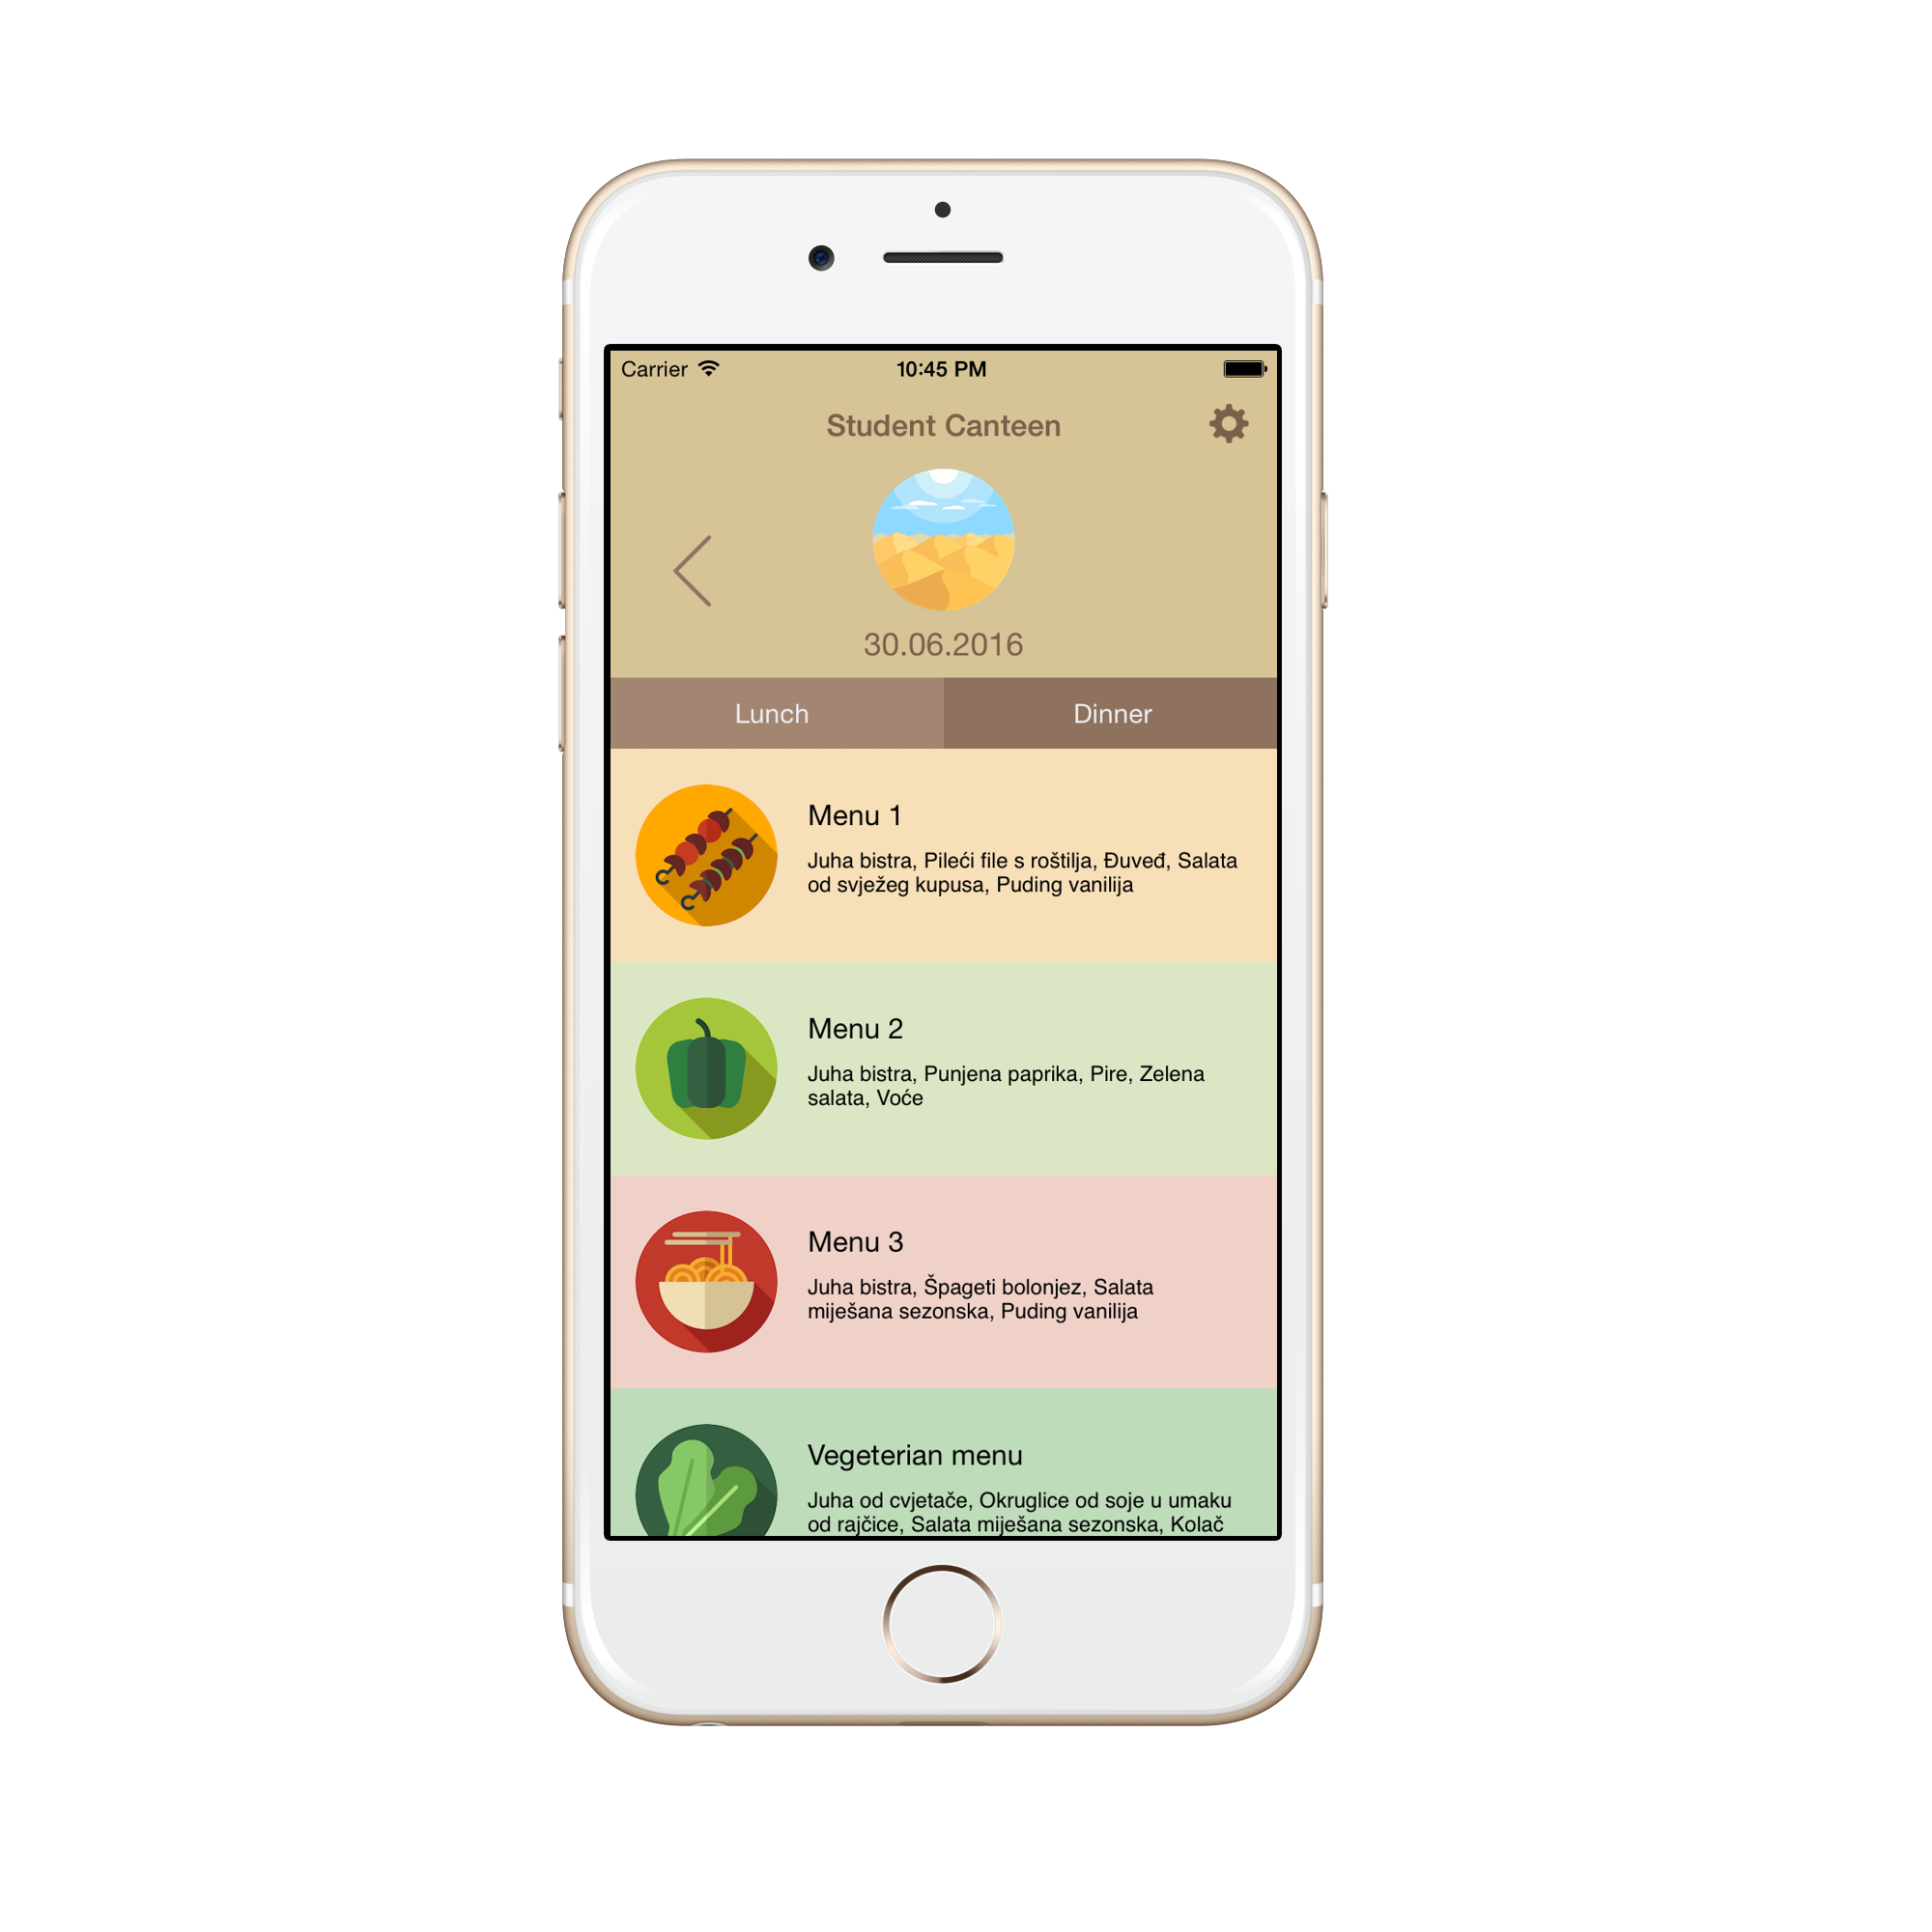 Carrier 10:45 PM
Student Canteen
30.06.2016
Lunch Dinner
Menu 1
Juha bistra, Pileći file s roštilja, Đuveđ, Salata
od svježeg kupusa, Puding vanilija
Menu 2
Juha bistra, Punjena paprika, Pire, Zelena
salata, Voće
Menu 3
Juha bistra, Špageti bolonjez, Salata
miješana sezonska, Puding vanilija
Vegeterian menu
Juha od cvjetače, Okruglice od soje u umaku
od rajčice, Salata miješana sezonska, Kolač